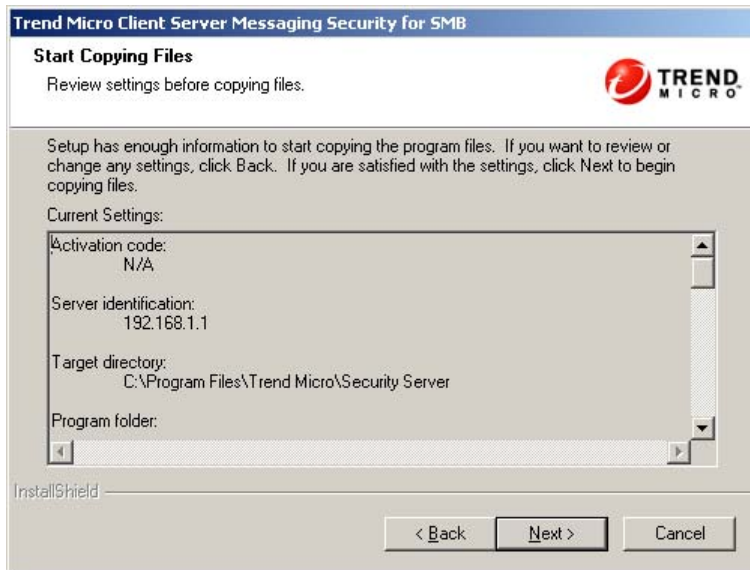 Trend Micro Client Server Messaging Security for SMB
Start Copying Files
Review settings before copying files.
TREND
MICRO
Setup has enough information to start copying the program files. If you want to review or
change any settings, click Back. If you are satisfied with the settings, click Next to begin
copying files.
Current Settings:
Activation code:
N/A
Server identification:
192.168.1.1
Target directory:
C:\Program Files\Trend Micro\Security Server
Program folder:
InstallShield
< Back Next > Cancel